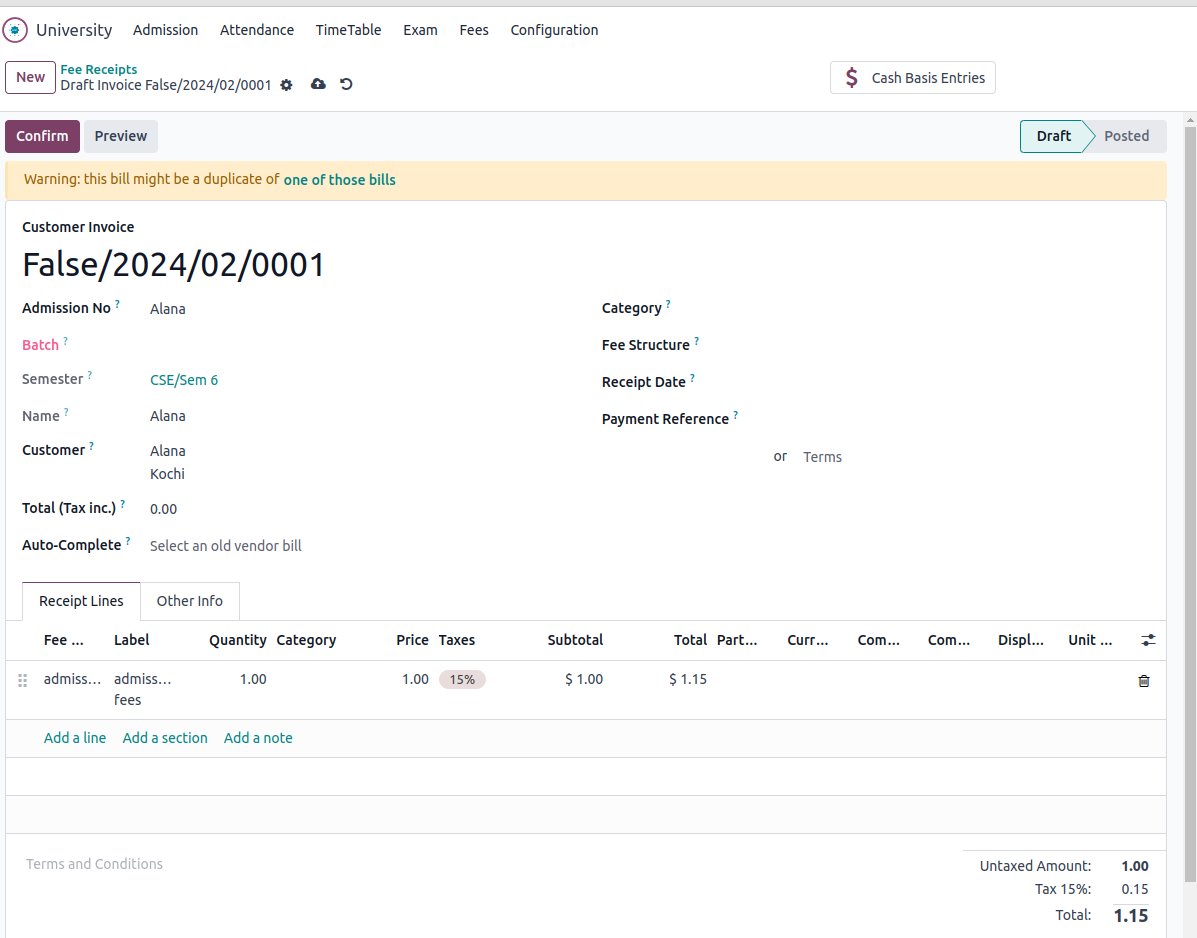 University Admission Attendance TimeTable Exam Fees Configuration
New Fee Receipts
Draft Invoice False/2024/02/0001
$ Cash Basis Entries
Confirm Preview Draft Posted
Warning: this bill might be a duplicate of one of those bills
Customer Invoice
False/2024/02/0001
Admission No ? Alana
Batch ?
Semester ? CSE/Sem 6
Name ? Alana
Customer ? Alana
Kochi
Total (Tax inc.) ? 0.00
Auto-Complete ? Select an old vendor bill
Category ?
Fee Structure ?
Receipt Date ?
Payment Reference ?
or Terms
Receipt Lines Other Info
Fee ... Label Quantity Category Price Taxes Subtotal Total Part... Curr... Com... Com... Displ... Unit ...
admiss... admiss... 1.00 1.00 15% $ 1.00 $ 1.15
fees
Add a line Add a section Add a note
Terms and Conditions
Untaxed Amount: 1.00
Tax 15%: 0.15
Total: 1.15